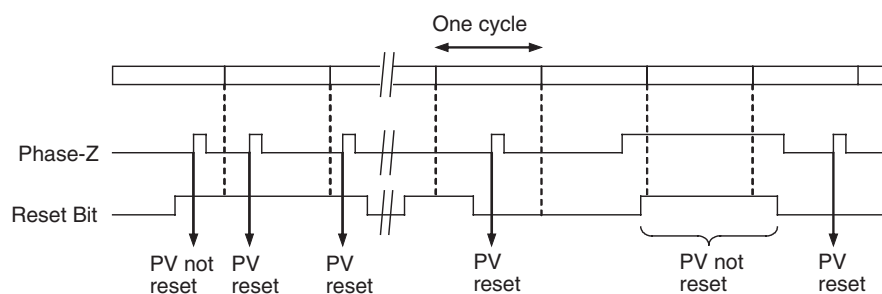 One cycle
Phase-Z
Reset Bit
PV not
reset
PV
reset
PV
reset
PV
reset
PV not
reset
PV
reset